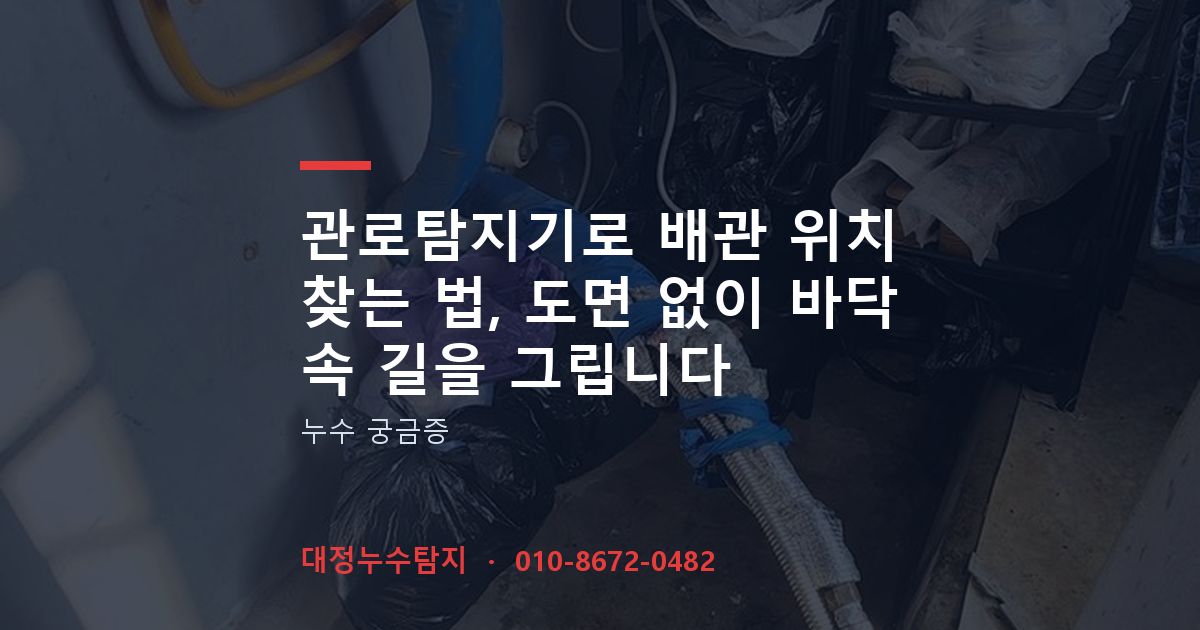 관로탐지기로 배관 위치
찾는 법, 도면 없이 바닥
속 길을 그립니다
누수 궁금증
대정누수탐지 · 010-8672-0482